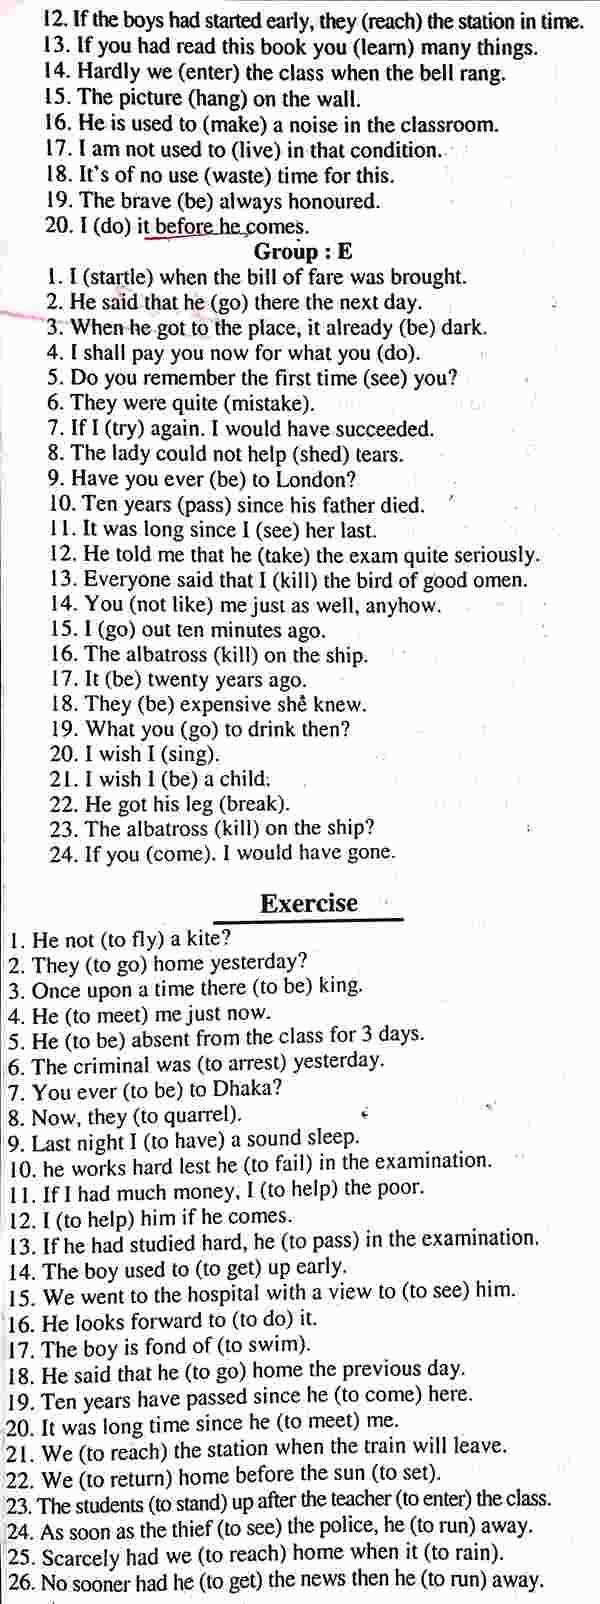 12. If the boys had started early, they (reach) the station in time.
13. If you had read this book you (learn) many things.
14. Hardly we (enter) the class when the bell rang.
15. The picture (hang) on the wall.
16. He is used to (make) a noise in the classroom.
17. I am not used to (live) in that condition.
18. It's of no use (waste) time for this.
19. The brave (be) always honoured.
20. I (do) it before he comes.
Group : E
1. I (startle) when the bill of fare was brought.
2. He said that he (go) there the next day.
3. When he got to the place, it already (be) dark.
4. I shall pay you now for what you (do).
5. Do you remember the first time (see) you?
6. They were quite (mistake).
7. If I (try) again. I would have succeeded.
8. The lady could not help (shed) tears.
9. Have you ever (be) to London?
10. Ten years (pass) since his father died.
11. It was long since I (see) her last.
12. He told me that he (take) the exam quite seriously.
13. Everyone said that I (kill) the bird of good omen.
14. You (not like) me just as well, anyhow.
15. I (go) out ten minutes ago.
16. The albatross (kill) on the ship.
17. It (be) twenty years ago.
18. They (be) expensive she knew.
19. What you (go) to drink then?
20. I wish I (sing).
21. I wish I (be) a child.
22. He got his leg (break).
23. The albatross (kill) on the ship?
24. If you (come). I would have gone.
Exercise
1. He not (to fly) a kite?
2. They (to go) home yesterday?
3. Once upon a time there (to be) king.
4. He (to meet) me just now.
5. He (to be) absent from the class for 3 days.
6. The criminal was (to arrest) yesterday.
7. You ever (to be) to Dhaka?
8. Now, they (to quarrel).
9. Last night I (to have) a sound sleep.
10. he works hard lest he (to fail) in the examination.
11. If I had much money, I (to help) the poor.
12. I (to help) him if he comes.
13. If he had studied hard, he (to pass) in the examination.
14. The boy used to (to get) up early.
15. We went to the hospital with a view to (to see) him.
16. He looks forward to (to do) it.
17. The boy is fond of (to swim).
18. He said that he (to go) home the previous day.
19. Ten years have passed since he (to come) here.
20. It was long time since he (to meet) me.
21. We (to reach) the station when the train will leave.
22. We (to return) home before the sun (to set).
23. The students (to stand) up after the teacher (to enter) the class.
24. As soon as the thief (to see) the police, he (to run) away.
25. Scarcely had we (to reach) home when it (to rain).
26. No sooner had he (to get) the news then he (to run) away.